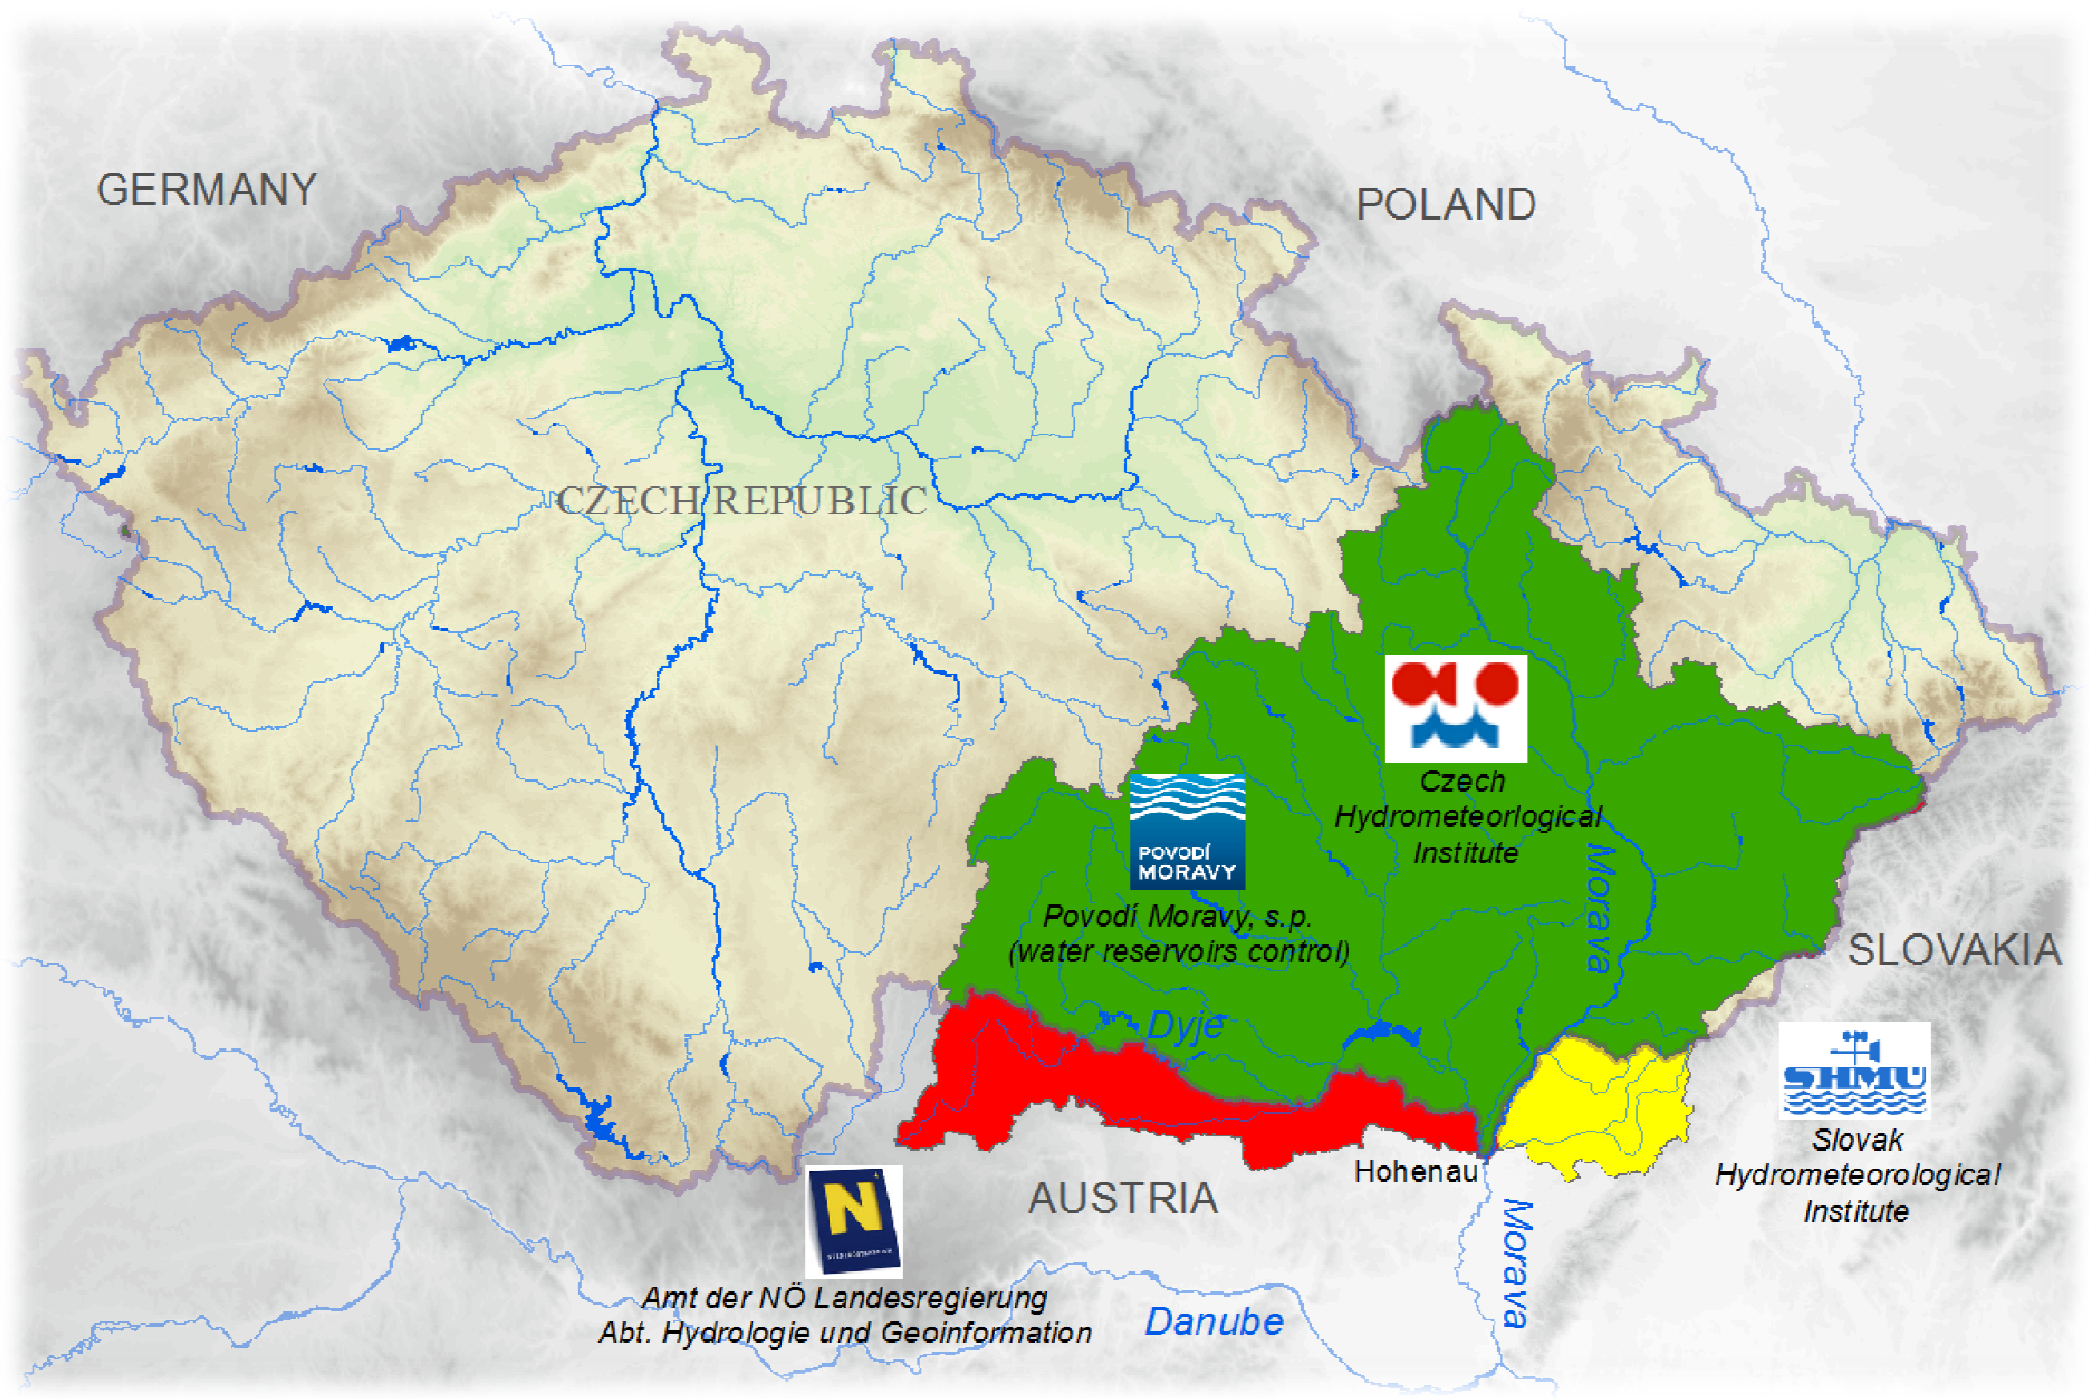 GERMANY
POLAND
CZECH REPUBLIC
Czech
Hydrometeorlogical
Institute
POVODÍ
MORAVY
Povodí Moravy, s.p.
(water reservoirs control)
Morava
SLOVAKIA
Dyje
SHMU
Slovak
Hydrometeorological
Institute
Hohenau
AUSTRIA
N
Morava
Amt der NÖ Landesregierung
Abt. Hydrologie und Geoinformation
Danube